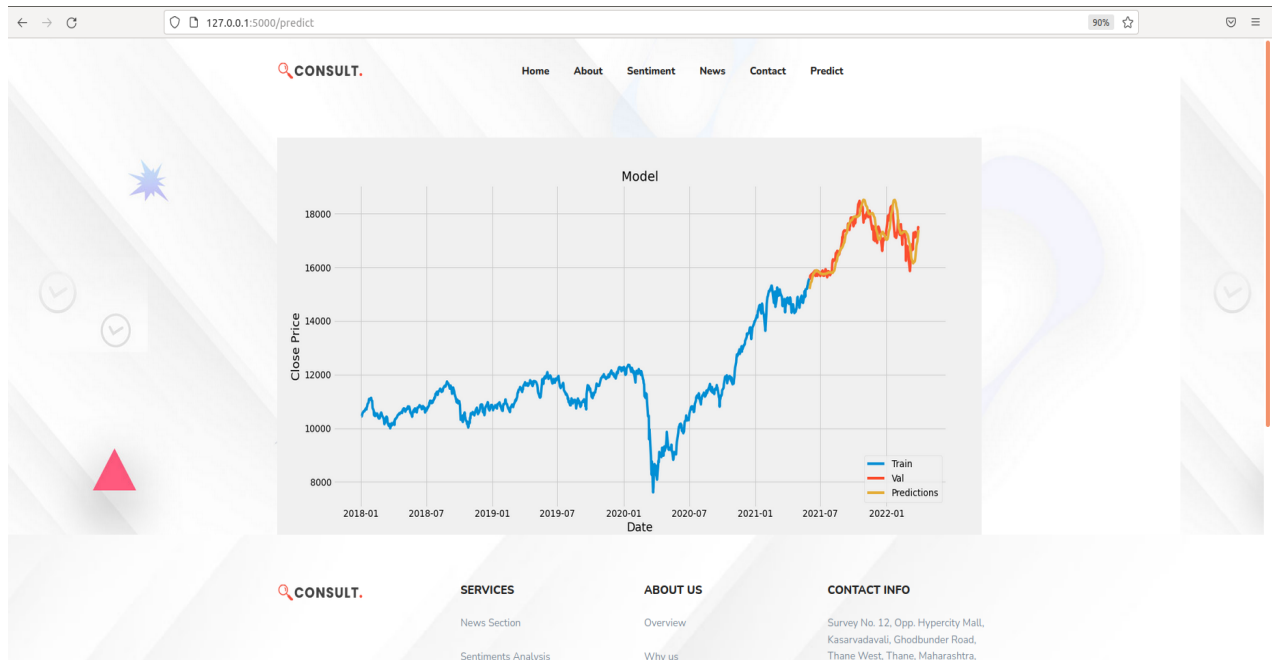 127.0.0.1:5000/predict
90%
CONSULT.
Home About Sentiment News Contact Predict
Model
18000
16000
14000
12000
10000
8000
Close Price
Train
Val
Predictions
2018-01 2018-07 2019-01 2019-07 2020-01 2020-07 2021-01 2021-07 2022-01
Date
CONSULT.
SERVICES
News Section
Sentiments Analysis
ABOUT US
Overview
Why us
CONTACT INFO
Survey No. 12, Opp. Hypercity Mall,
Kasarvadavali, Ghodbunder Road,
Thane West, Thane, Maharashtra,